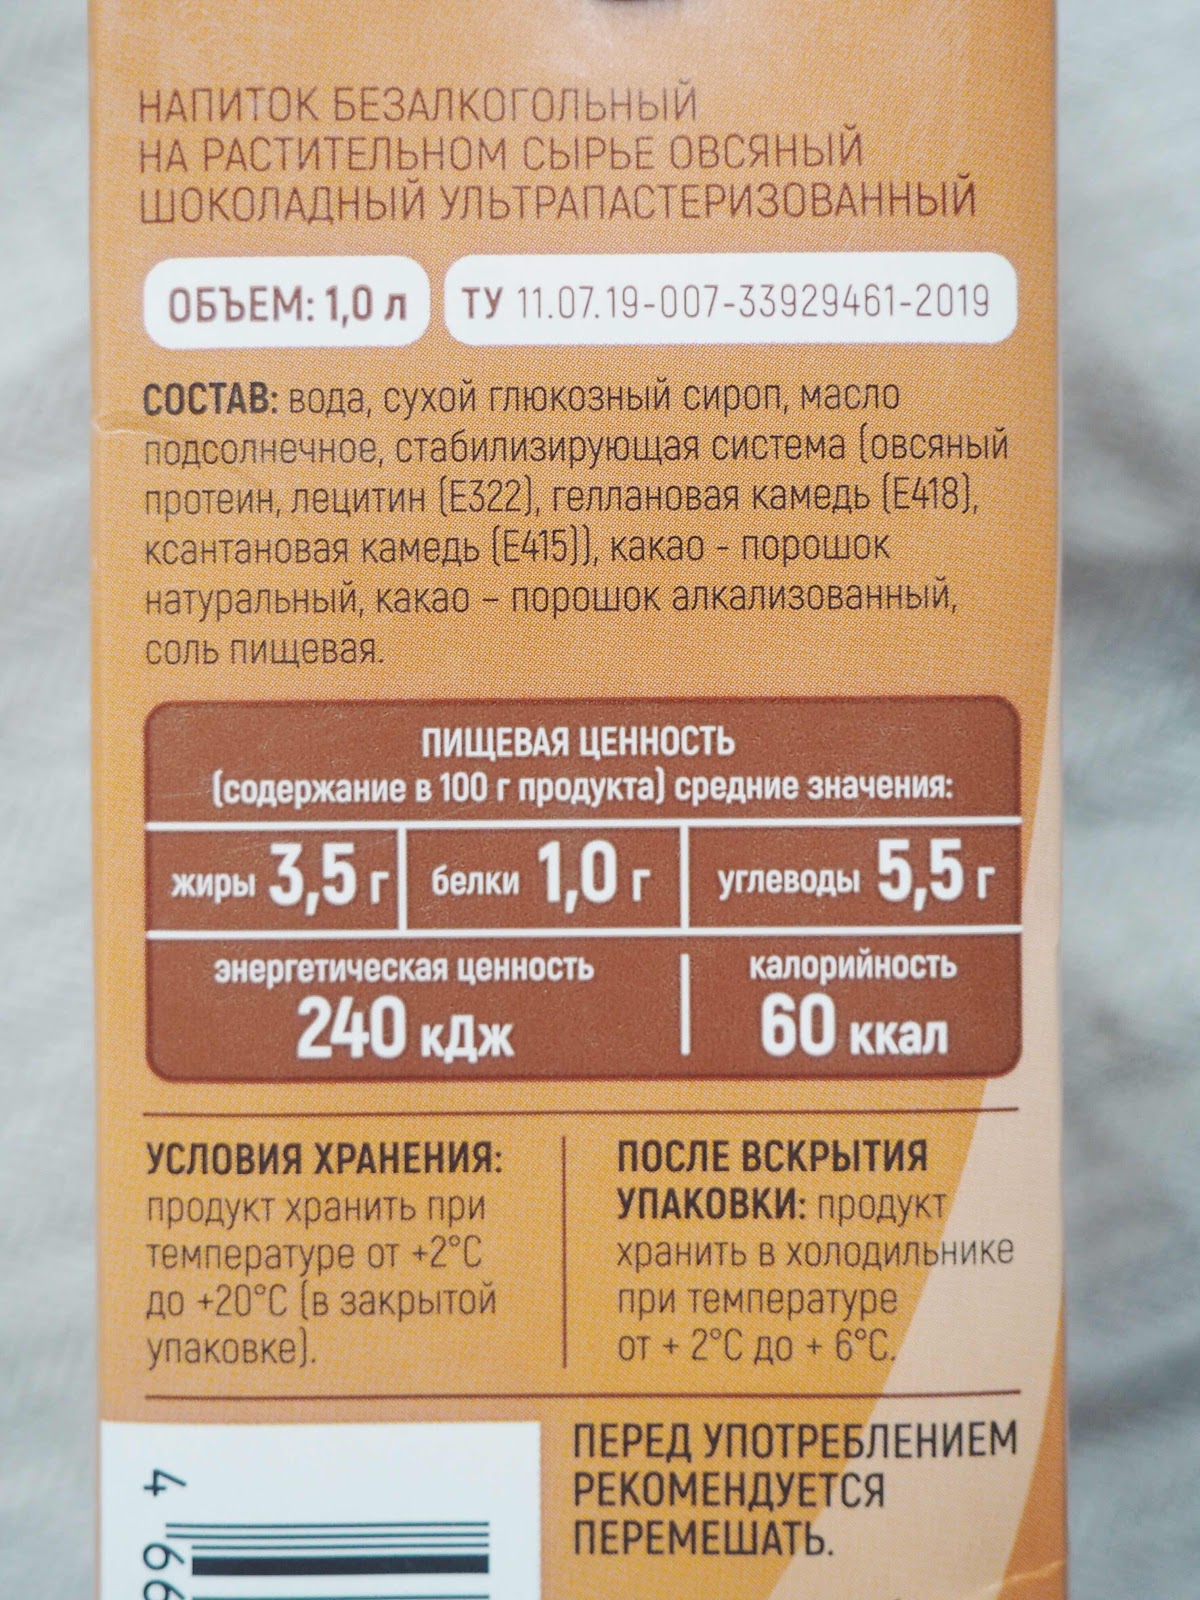 НАПИТОК БЕЗАЛКОГОЛЬНЫЙ
НА РАСТИТЕЛЬНОМ СЫРЬЕ ОВСЯНЫЙ
ШОКОЛАДНЫЙ УЛЬТРАПАСТЕРИЗОВАННЫЙ
ОБЪЕМ: 1,0 л
ТУ 11.07.19-007-33929461-2019
СОСТАВ: вода, сухой глюкозный сироп, масло
подсолнечное, стабилизирующая система (овсяный
протеин, лецитин (Е322), геллановая камедь (Е418),
ксантановая камедь (Е415)), какао - порошок
натуральный, какао – порошок алкализованный,
соль пищевая.
ПИЩЕВАЯ ЦЕННОСТЬ
(содержание в 100 г продукта) средние значения:
жиры 3,5 г
белки 1,0 г
углеводы 5,5 г
энергетическая ценность
240 кДж
калорийность
60 ккал
УСЛОВИЯ ХРАНЕНИЯ:
продукт хранить при
температуре от +2°C
до +20°C (в закрытой
упаковке).
ПОСЛЕ ВСКРЫТИЯ
УПАКОВКИ: продукт
хранить в холодильнике
при температуре
от + 2°C до + 6°C.
ПЕРЕД УПОТРЕБЛЕНИЕМ
РЕКОМЕНДУЕТСЯ
ПЕРЕМЕШАТЬ.
4
66